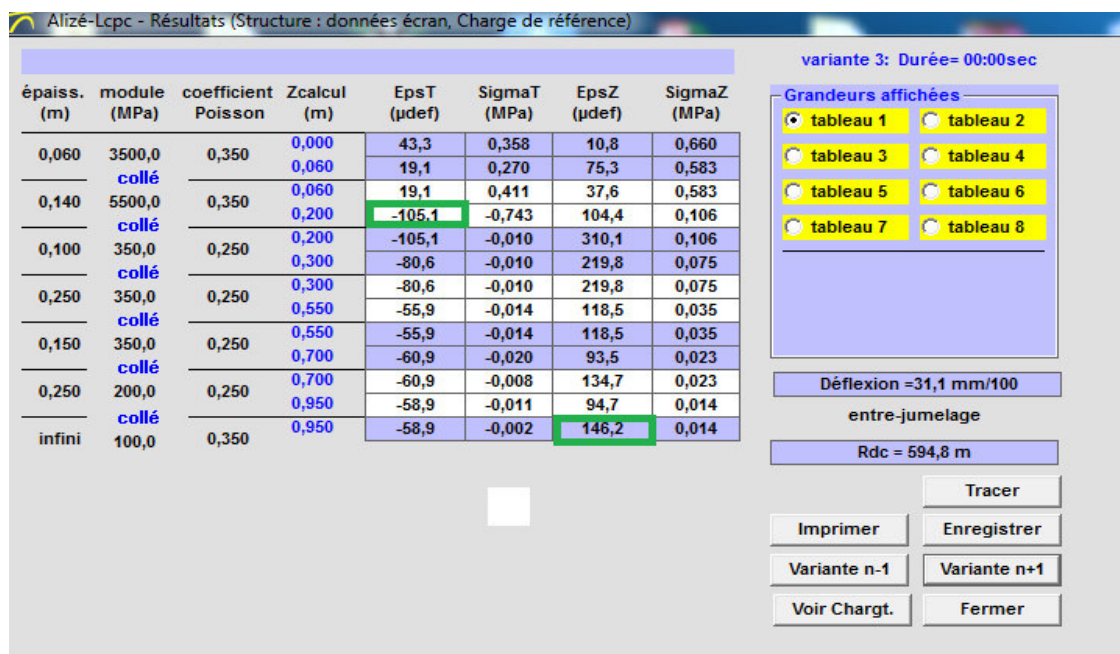 Alizé-Lcpc - Résultats (Structure : données écran, Charge de référence)
variante 3: Durée= 00:00sec
épaiss. module coefficient Zcalcul EpsT SigmaT EpsZ SigmaZ
(m) (MPa) Poisson (m) (µdef) (MPa) (µdef) (MPa)
0,000 43,3 0,358 10,8 0,660
0,060 3500,0 0,350
0,060 19,1 0,270 75,3 0,583
collé
0,060 19,1 0,411 37,6 0,583
0,140 5500,0 0,350
0,200 -105,1 -0,743 104,4 0,106
collé
0,200 -105,1 -0,010 310,1 0,106
0,100 350,0 0,250
0,300 -80,6 -0,010 219,8 0,075
collé
0,300 -80,6 -0,010 219,8 0,075
0,250 350,0 0,250
0,550 -55,9 -0,014 118,5 0,035
collé
0,550 -55,9 -0,014 118,5 0,035
0,150 350,0 0,250
0,700 -60,9 -0,020 93,5 0,023
collé
0,700 -60,9 -0,008 134,7 0,023
0,250 200,0 0,250
0,950 -58,9 -0,011 94,7 0,014
collé
0,950 -58,9 -0,002 146,2 0,014
infini 100,0 0,350
Grandeurs affichées
tableau 1 tableau 2
tableau 3 tableau 4
tableau 5 tableau 6
tableau 7 tableau 8
Déflexion =31,1 mm/100
entre-jumelage
Rdc = 594,8 m
Tracer
Imprimer Enregistrer
Variante n-1 Variante n+1
Voir Chargt. Fermer